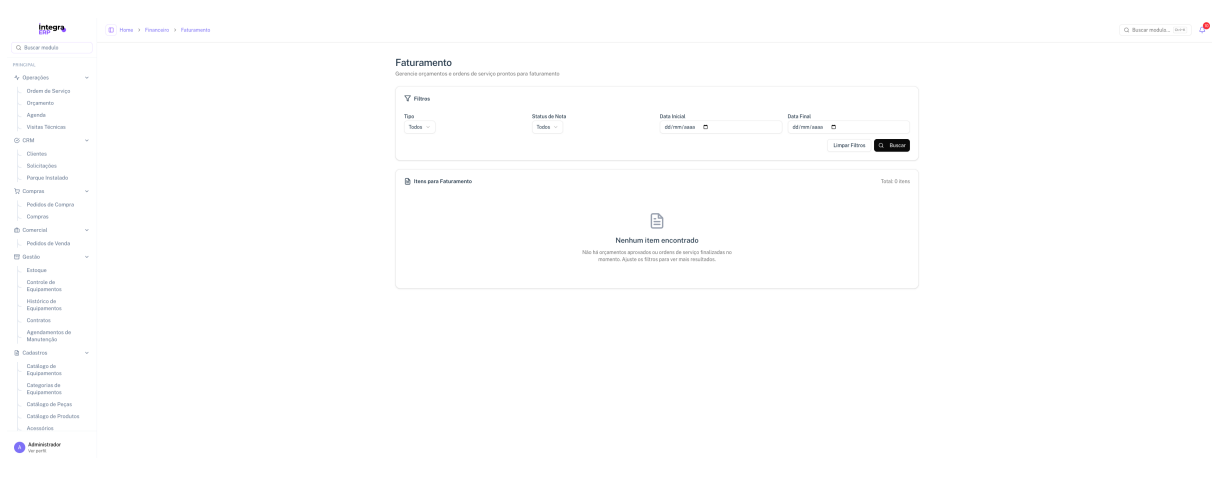 integra
ERP
Buscar modulo
PRINCIPAL
Operações
Ordem de Serviço
Orçamento
Agenda
Visitas Técnicas
CRM
Clientes
Solicitações
Parque Instalado
Compras
Pedidos de Compra
Compras
Comercial
Pedidos de Venda
Gestão
Estoque
Controle de
Equipamentos
Histórico de
Equipamentos
Contratos
Agendamentos de
Manutenção
Cadastros
Catálogo de
Equipamentos
Categorias de
Equipamentos
Catálogo de Peças
Catálogo de Produtos
Acessórios
A
Administrador
Ver perfil
Home > Financeiro > Faturamento
Buscar modulo...
Faturamento
Gerencie orçamentos e ordens de serviço prontos para faturamento
Filtros
Tipo
Status de Nota
Data Inicial
Data Final
Todos
Todos
dd/mm/aaaa
dd/mm/aaaa
Limpar Filtros
Buscar
Itens para Faturamento
Total: 0 itens
Nenhum item encontrado
Não há orçamentos aprovados ou ordens de serviço finalizadas no
momento. Ajuste os filtros para ver mais resultados.